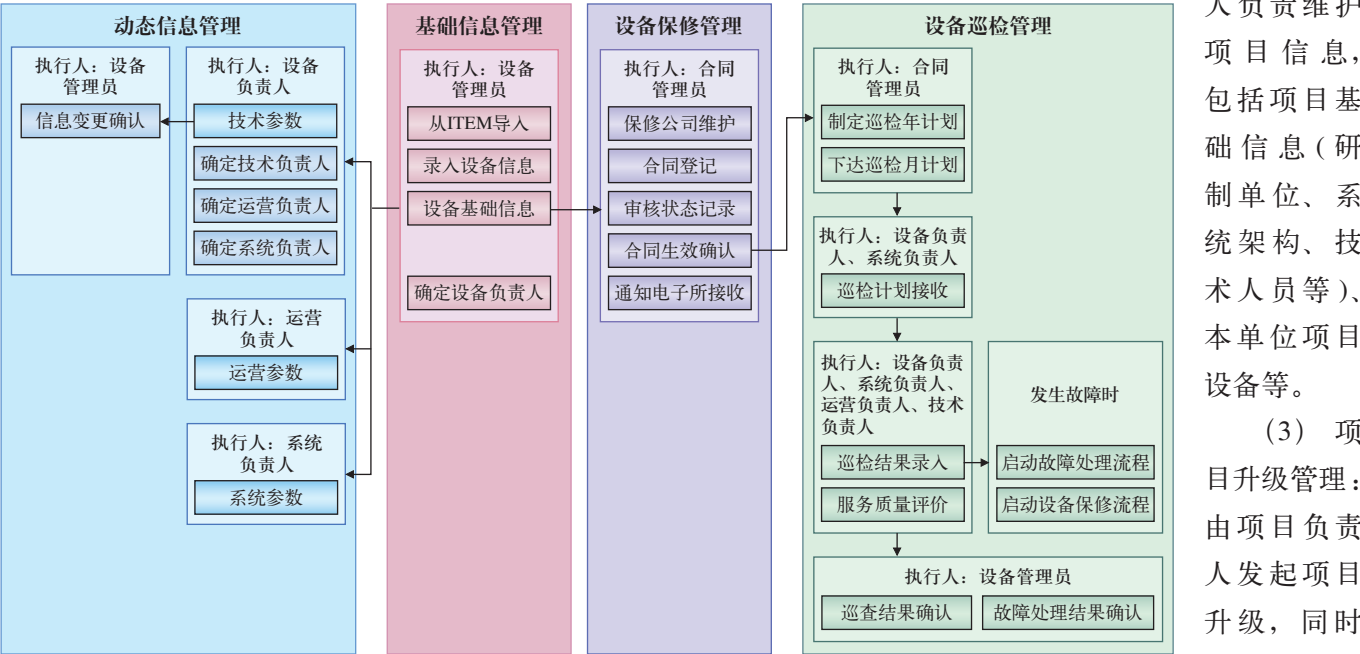 动态信息管理
执行人：设备
管理员
信息变更确认
执行人：设备
负责人
技术参数
确定技术负责人
确定运营负责人
确定系统负责人
执行人：运营
负责人
运营参数
执行人：系统
负责人
系统参数
基础信息管理
执行人：设备
管理员
从ITEM导入
录入设备信息
设备基础信息
确定设备负责人
设备保修管理
执行人：合同
管理员
保修公司维护
合同登记
审核状态记录
合同生效确认
通知电子所接收
设备巡检管理
执行人：合同
管理员
制定巡检年计划
下达巡检月计划
执行人：设备负责
人、系统负责人
巡检计划接收
执行人：设备负责
人、系统负责人、
运营负责人、技术
负责人
巡检结果录入
服务质量评价
发生故障时
启动故障处理流程
启动设备保修流程
执行人：设备管理员
巡查结果确认
故障处理结果确认
人负责维护
项目信息，
包括项目基
础信息(研
制单位、系
统架构、技
术人员等)、
本单位项目
设备等。
（3） 项
目升级管理：
由项目负责
人发起项目
升级，同时